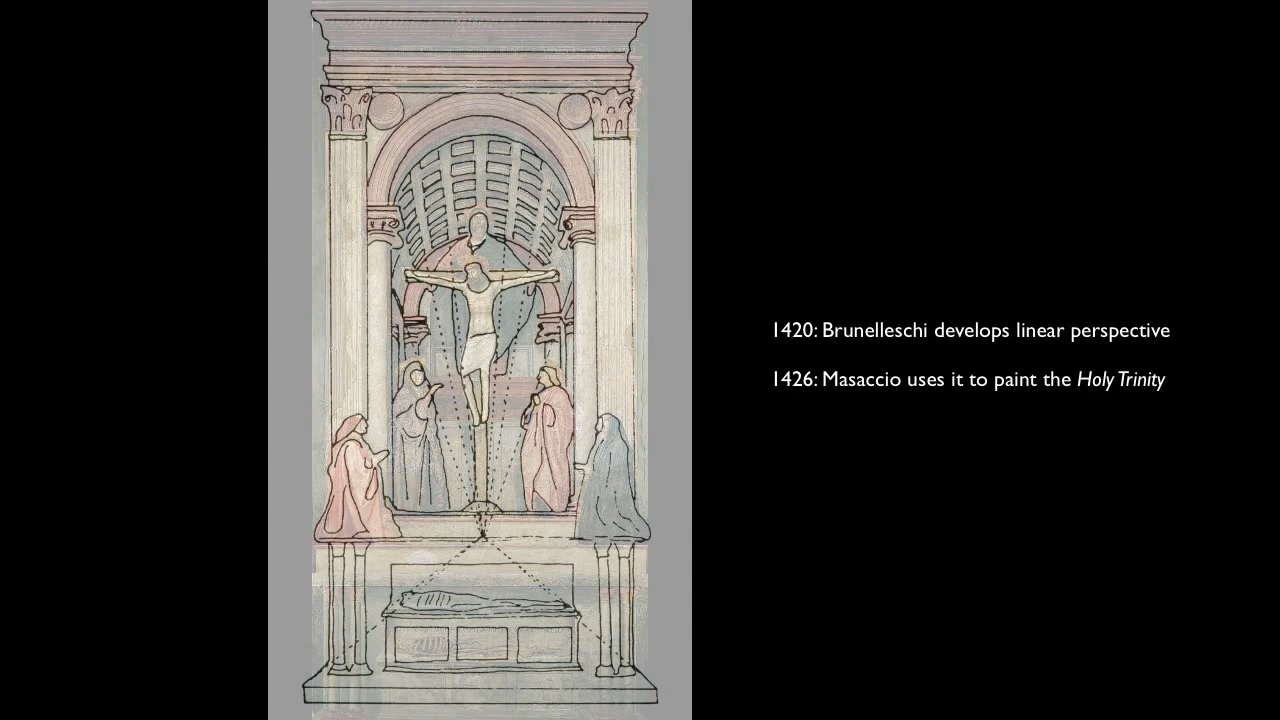 1420: Brunelleschi develops linear perspective
1426: Masaccio uses it to paint the Holy Trinity